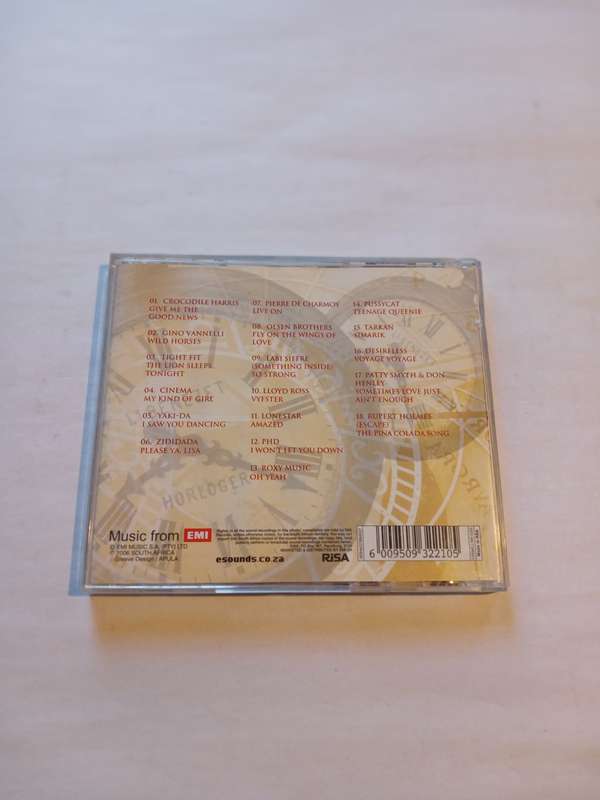 01. CROCODILE HARRIS
GIVE ME THE
GOOD NEWS
02. GINO VANNELLI
WILD HORSES
03. TIGHT FIT
THE LION SLEEPS
TONIGHT
04. CINEMA
MY KIND OF GIRL
05. YAKI-DA
I SAW YOU DANCING
06. ZIDIDADA
PLEASE YA, LISA
07. PIERRE DE CHARMOY
LIVE ON
08. OLSEN BROTHERS
FLY ON THE WINGS OF
LOVE
09. LABI SIFFRE
(SOMETHING INSIDE)
SO STRONG
10. LLOYD ROSS
VYFSTER
11. LONESTAR
AMAZED
12. PHD
I WON'T LET YOU DOWN
13. ROXY MUSIC
OH YEAH
14. PUSSYCAT
TEENAGE QUEENIE
15. TARKAN
SIMARIK
16. DESIRELESS
VOYAGE VOYAGE
17. PATTY SMYTH & DON
HENLEY
SOMETIMES LOVE JUST
AIN'T ENOUGH
18. RUPERT HOLMES
(ESCAPE)
THE PINA COLADA SONG
HORLOGER
Music from EMI
© EMI MUSIC S.A. (PTY) LTD
℗ 2006 SOUTH AFRICA
Sleeve Design / APULA
esounds.co.za
RiSA
6 009509 322105